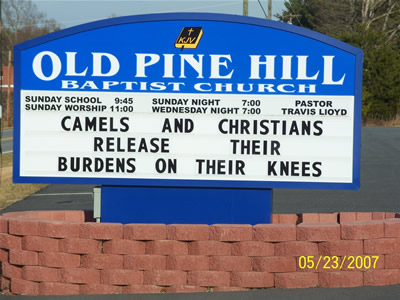 KJV
OLD PINE HILL
BAPTIST CHURCH
SUNDAY SCHOOL 9:45 SUNDAY NIGHT 7:00 PASTOR
SUNDAY WORSHIP 11:00 WEDNESDAY NIGHT 7:00 TRAVIS LLOYD
CAMELS AND CHRISTIANS
RELEASE THEIR
BURDENS ON THEIR KNEES
05/23/2007